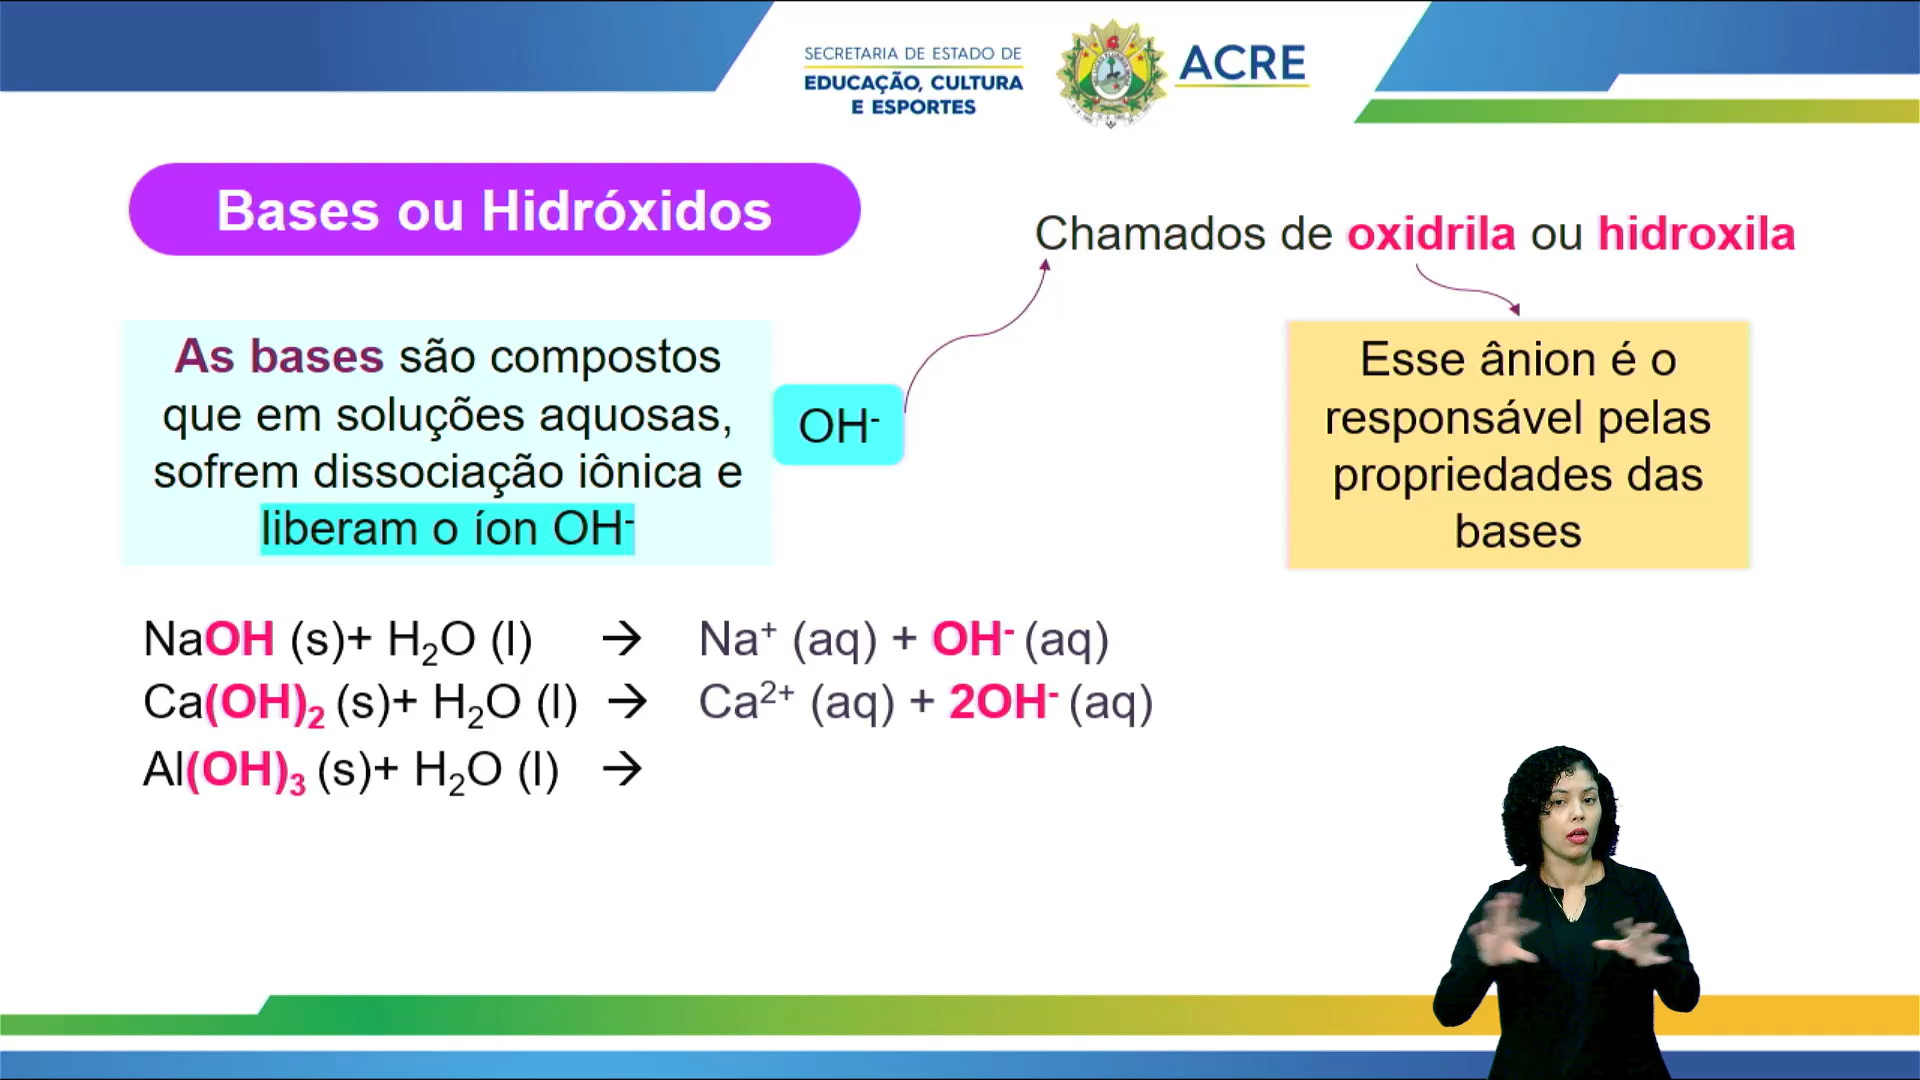 SECRETARIA DE ESTADO DE
EDUCAÇÃO, CULTURA
E ESPORTES
ACRE
Bases ou Hidróxidos
Chamados de oxidrila ou hidroxila
As bases são compostos
que em soluções aquosas,
sofrem dissociação iônica e
liberam o íon OH⁻
OH⁻
Esse ânion é o
responsável pelas
propriedades das
bases
NaOH (s)+ H₂O (l) → Na⁺ (aq) + OH⁻ (aq)
Ca(OH)₂ (s)+ H₂O (l) → Ca²⁺ (aq) + 2OH⁻ (aq)
Al(OH)₃ (s)+ H₂O (l) →